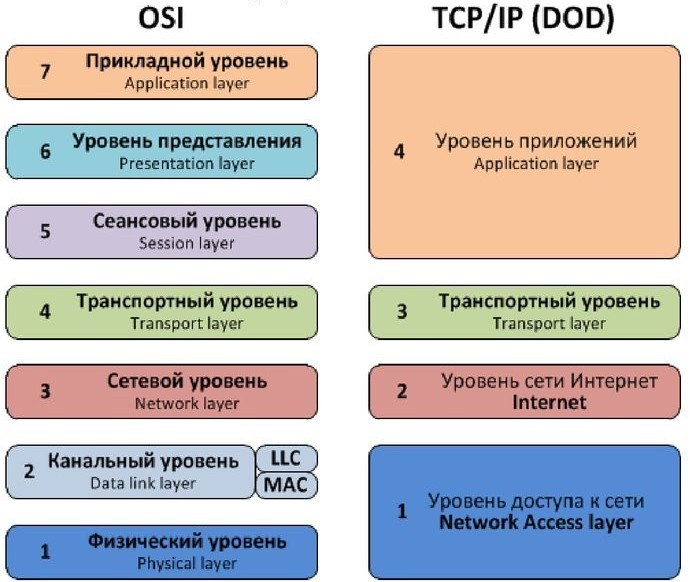 OSI
7 Прикладной уровень
Application layer
6 Уровень представления
Presentation layer
5 Сеансовый уровень
Session layer
4 Транспортный уровень
Transport layer
3 Сетевой уровень
Network layer
2 Канальный уровень
Data link layer
LLC
MAC
1 Физический уровень
Physical layer
TCP/IP (DOD)
4 Уровень приложений
Application layer
3 Транспортный уровень
Transport layer
2 Уровень сети Интернет
Internet
1 Уровень доступа к сети
Network Access layer